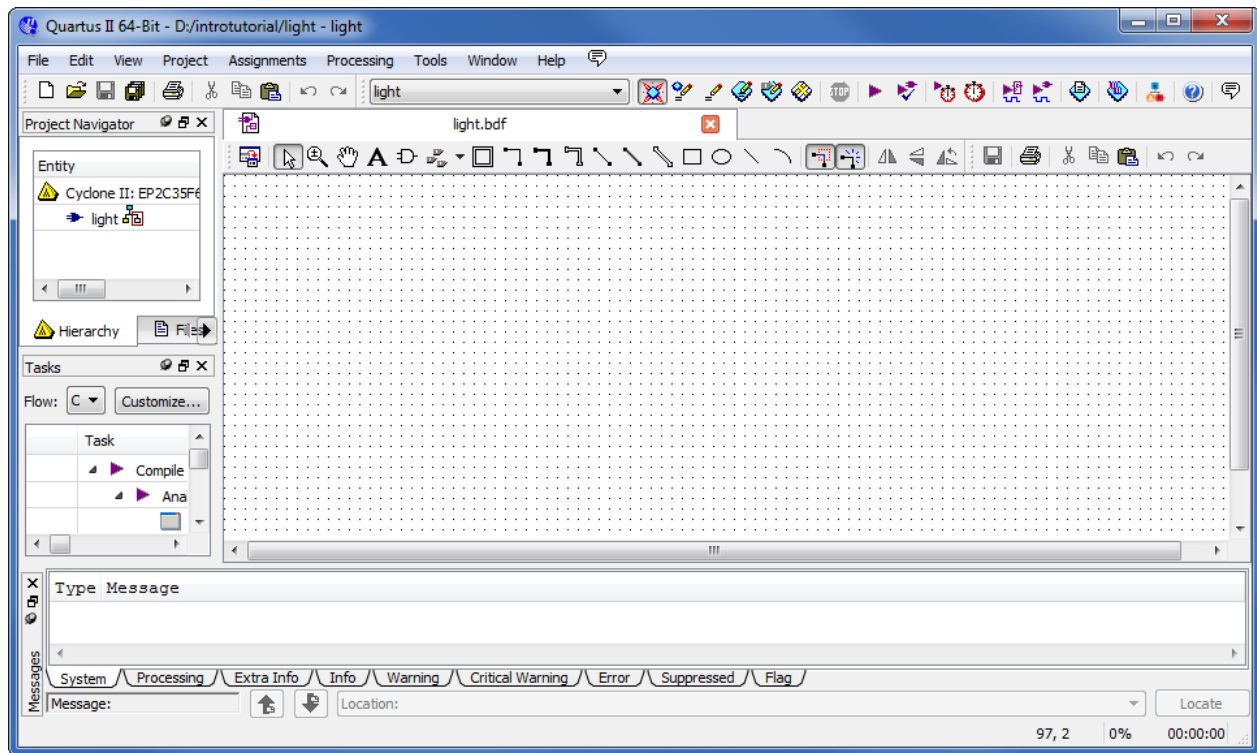 Quartus II 64-Bit - D:/introtutorial/light - light
File Edit View Project Assignments Processing Tools Window Help
light
STOP
Project Navigator
light.bdf
A
Entity
Cyclone II: EP2C35F6
light
Hierarchy Files
Tasks
Flow: C Customize...
Task
Compile
Ana
Type Message
Messages
System Processing Extra Info Info Warning Critical Warning Error Suppressed Flag
Message: Location: Locate
97, 2 0% 00:00:00